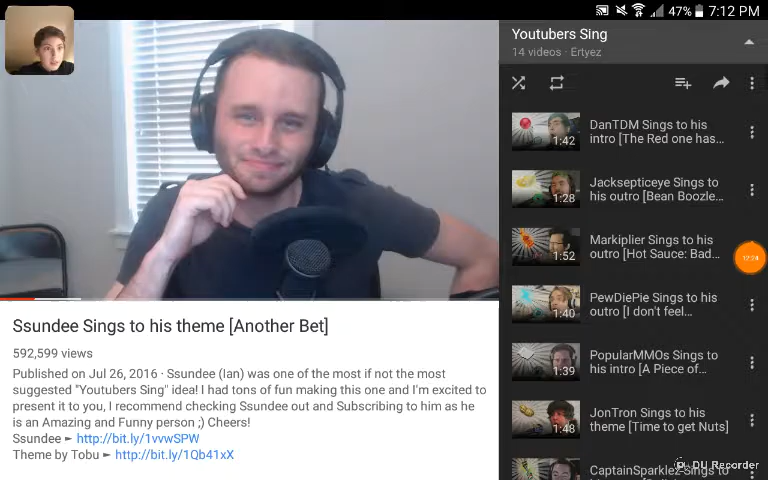 47% 7:12 PM
Youtubers Sing
14 videos · Ertyez
DanTDM Sings to his
intro [The Red one has...
1:42
Jacksepticeye Sings to
his outro [Bean Boozle...
1:28
Markiplier Sings to his
outro [Hot Sauce: Bad...
1:52
12:24
PewDiePie Sings to his
outro [I don't feel...
1:40
PopularMMOs Sings to
his intro [A Piece of...
1:39
JonTron Sings to his
theme [Time to get Nuts]
1:48
CaptainSparklez Sings to
DU Recorder
Ssundee Sings to his theme [Another Bet]
592,599 views
Published on Jul 26, 2016 · Ssundee (Ian) was one of the most if not the most
suggested "Youtubers Sing" idea! I had tons of fun making this one and I'm excited to
present it to you, I recommend checking Ssundee out and Subscribing to him as he
is an Amazing and Funny person ;) Cheers!
Ssundee ► http://bit.ly/1vvwSPW
Theme by Tobu ► http://bit.ly/1Qb41xX